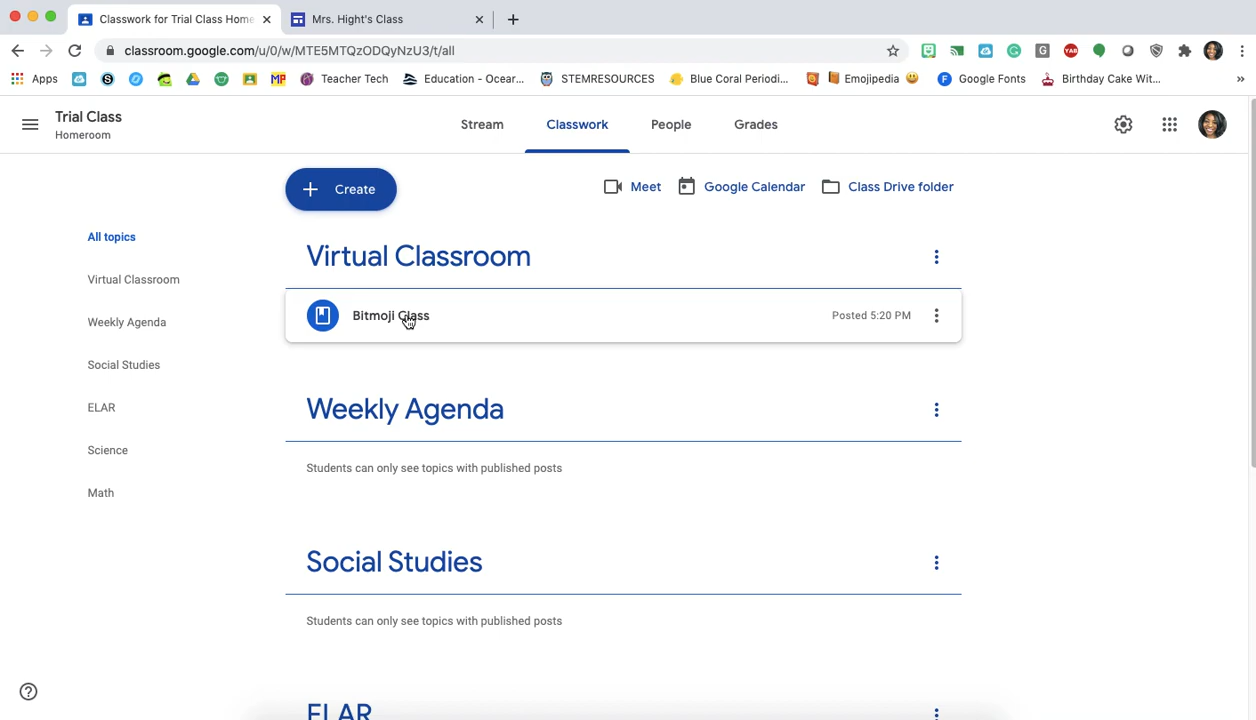 Classwork for Trial Class Home
Mrs. Hight's Class
classroom.google.com/u/0/w/MTE5MTQzODQyNzU3/t/all
Apps
MP
Teacher Tech
Education - Ocear...
STEMRESOURCES
Blue Coral Periodi...
Emojipedia
Google Fonts
Birthday Cake Wit...
»
Trial Class
Homeroom
Stream
Classwork
People
Grades
+ Create
Meet
Google Calendar
Class Drive folder
All topics
Virtual Classroom
Weekly Agenda
Social Studies
ELAR
Science
Math
Virtual Classroom
Bitmoji Class
Posted 5:20 PM
Weekly Agenda
Students can only see topics with published posts
Social Studies
Students can only see topics with published posts
ELAR